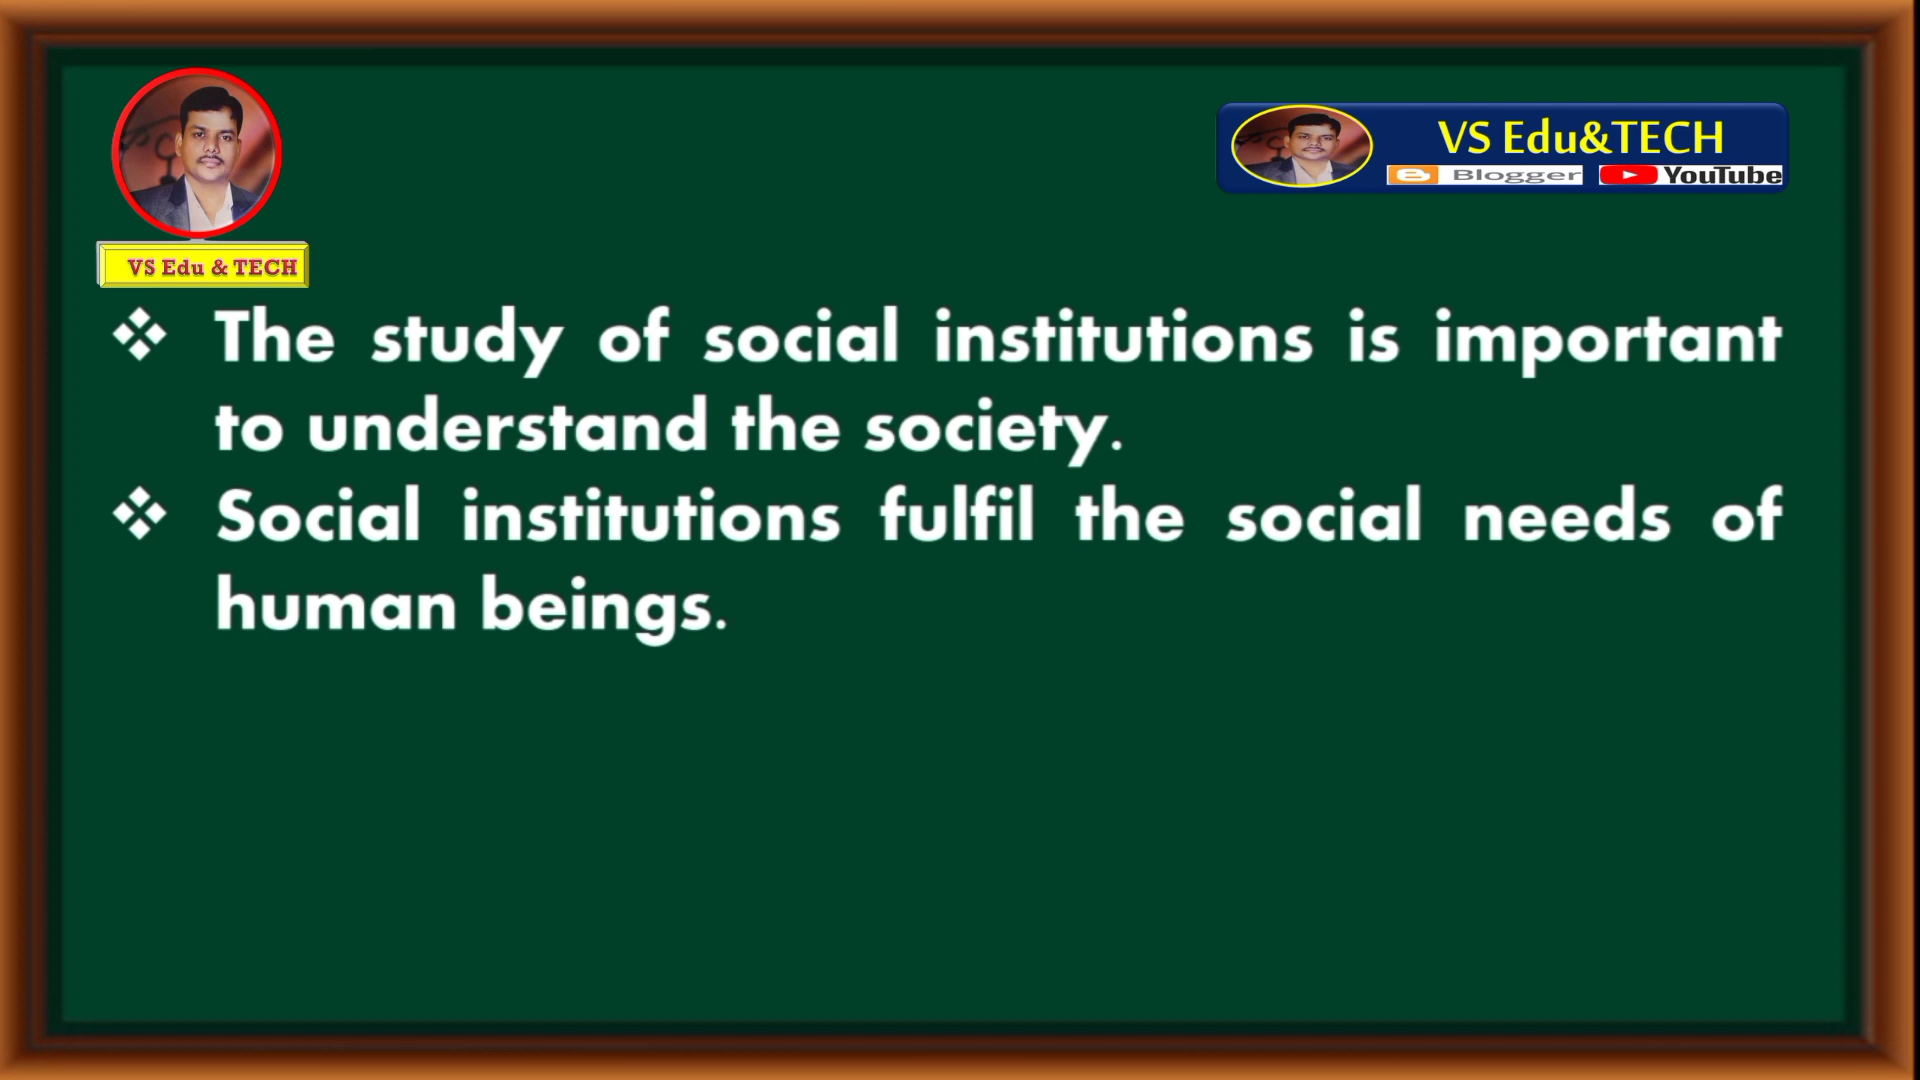 VS Edu&TECH
Blogger YouTube
VS Edu & TECH
❖ The study of social institutions is important
to understand the society.
❖ Social institutions fulfil the social needs of
human beings.